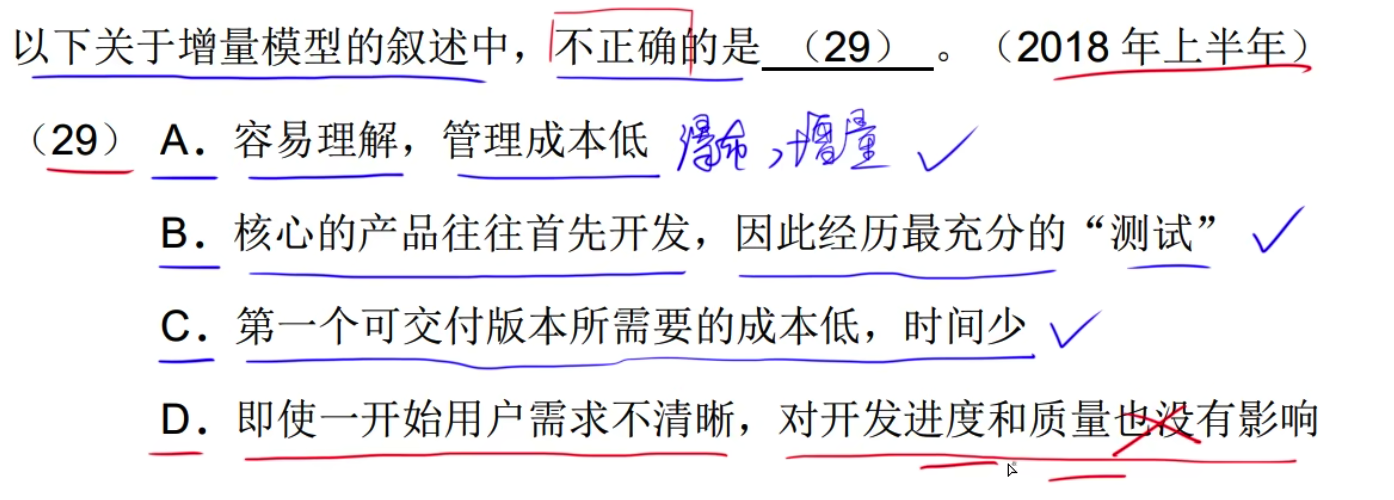 以下关于增量模型的叙述中，不正确的是 （29） 。（2018 年上半年）
（29） A．容易理解，管理成本低 瀑布，增量
B．核心的产品往往首先开发，因此经历最充分的“测试”
C．第一个可交付版本所需要的成本低，时间少
D．即使一开始用户需求不清晰，对开发进度和质量也没有影响